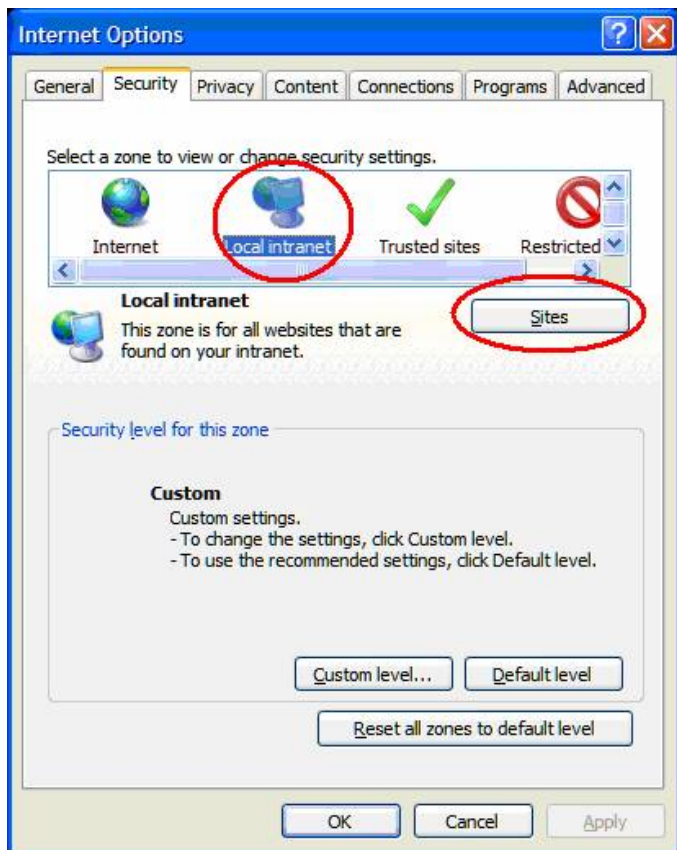 Internet Options
General Security Privacy Content Connections Programs Advanced
Select a zone to view or change security settings.
Internet Local intranet Trusted sites Restricted
Local intranet
This zone is for all websites that are
found on your intranet.
Sites
Security level for this zone
Custom
Custom settings.
- To change the settings, click Custom level.
- To use the recommended settings, click Default level.
Custom level... Default level
Reset all zones to default level
OK Cancel Apply